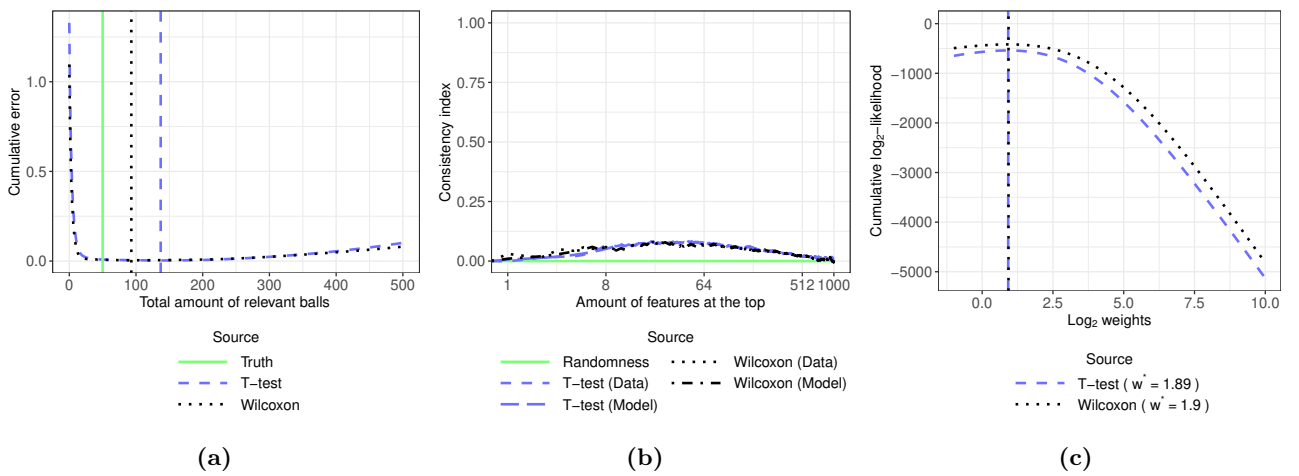 Cumulative error
1.0
0.5
0.0
0 100 200 300 400 500
Total amount of relevant balls
Source
Truth
T−test
Wilcoxon
(a)
Consistency index
1.00
0.75
0.50
0.25
0.00
1 8 64 512 1000
Amount of features at the top
Source
Randomness
T−test (Data)
T−test (Model)
Wilcoxon (Data)
Wilcoxon (Model)
(b)
Cumulative log₂−likelihood
0
−1000
−2000
−3000
−4000
−5000
0.0 2.5 5.0 7.5 10.0
Log₂ weights
Source
T−test ( w* = 1.89 )
Wilcoxon ( w* = 1.9 )
(c)